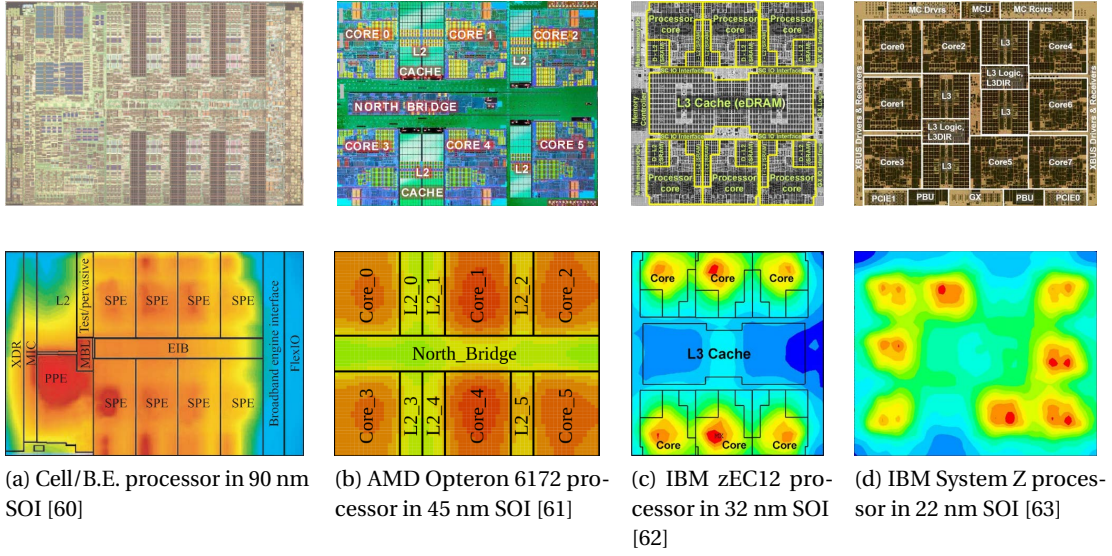 CORE 0
CORE 1
CORE 2
L2
CACHE
L2
NORTH BRIDGE
CORE 3
CORE 4
CORE 5
L2
L2
CACHE
Processor
core
Processor
core
Processor
core
L3 Cache (eDRAM)
Processor
core
Processor
core
Processor
core
MC Drvrs
MCU
MC Rcvrs
Core0
Core2
L3
Core4
L3 Logic,
L3DIR
Core1
L3
L3
Core6
L3 Logic,
L3DIR
Core3
L3
Core5
Core7
XBUS Drivers & Receivers
XBUS Drivers & Receivers
PCIE1
PBU
GX
PBU
PCIE0
XDR
MIC
L2
Test/pervasive
SPE
SPE
SPE
SPE
MBL
EIB
PPE
SPE
SPE
SPE
SPE
Broadband engine interface
FlexIO
Core_0
L2_0
L2_1
Core_1
L2_2
Core_2
North_Bridge
Core_3
L2_3
L2_4
Core_4
L2_5
Core_5
Core
Core
Core
L3 Cache
Core
Core
Core
(a) Cell/B.E. processor in 90 nm
SOI [60]
(b) AMD Opteron 6172 pro-
cessor in 45 nm SOI [61]
(c) IBM zEC12 pro-
cessor in 32 nm SOI
[62]
(d) IBM System Z proces-
sor in 22 nm SOI [63]